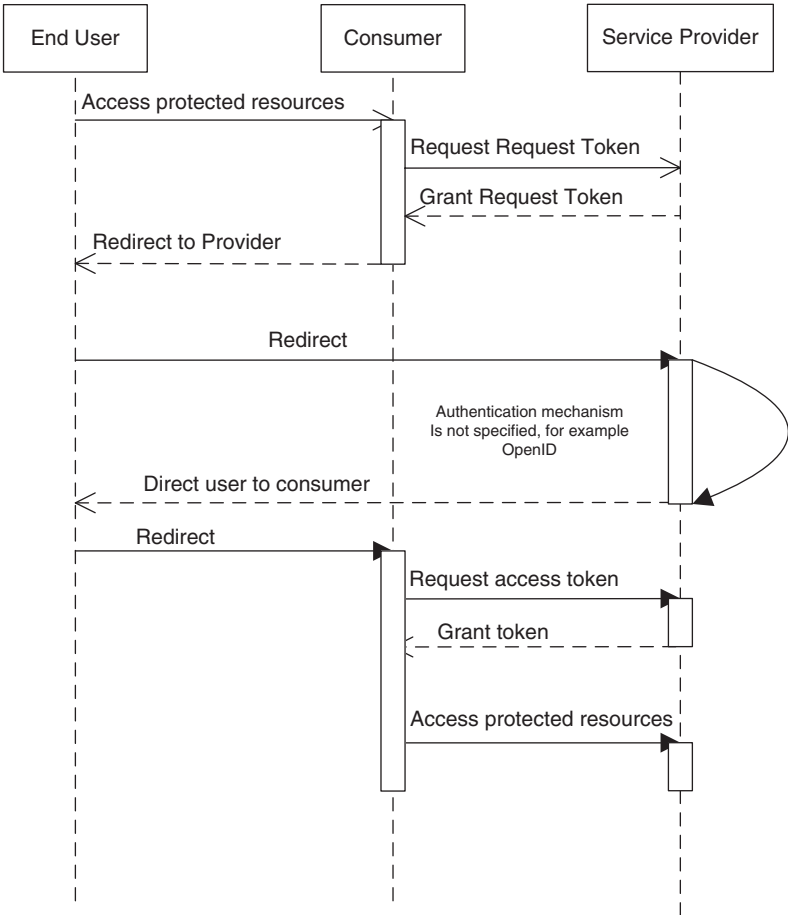 End User
Consumer
Service Provider
Access protected resources
Request Request Token
Grant Request Token
Redirect to Provider
Redirect
Authentication mechanism
Is not specified, for example
OpenID
Direct user to consumer
Redirect
Request access token
Grant token
Access protected resources